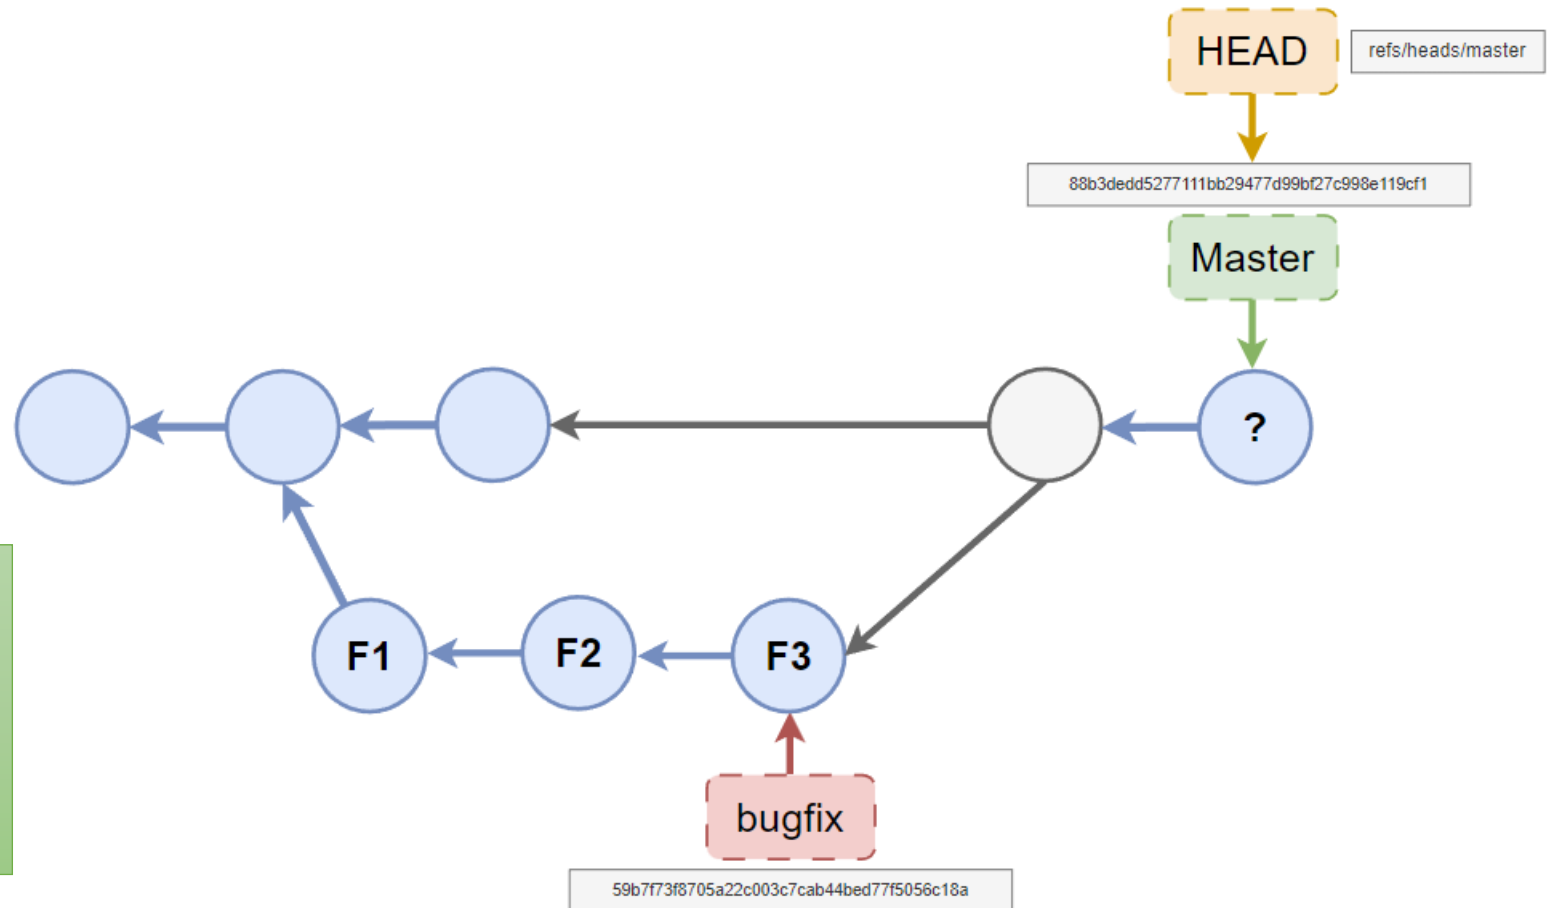 HEAD
refs/heads/master
88b3dedd5277111bb29477d99bf27c998e119cf1
Master
?
F1
F2
F3
bugfix
59b7f73f8705a22c003c7cab44bed77f5056c18a